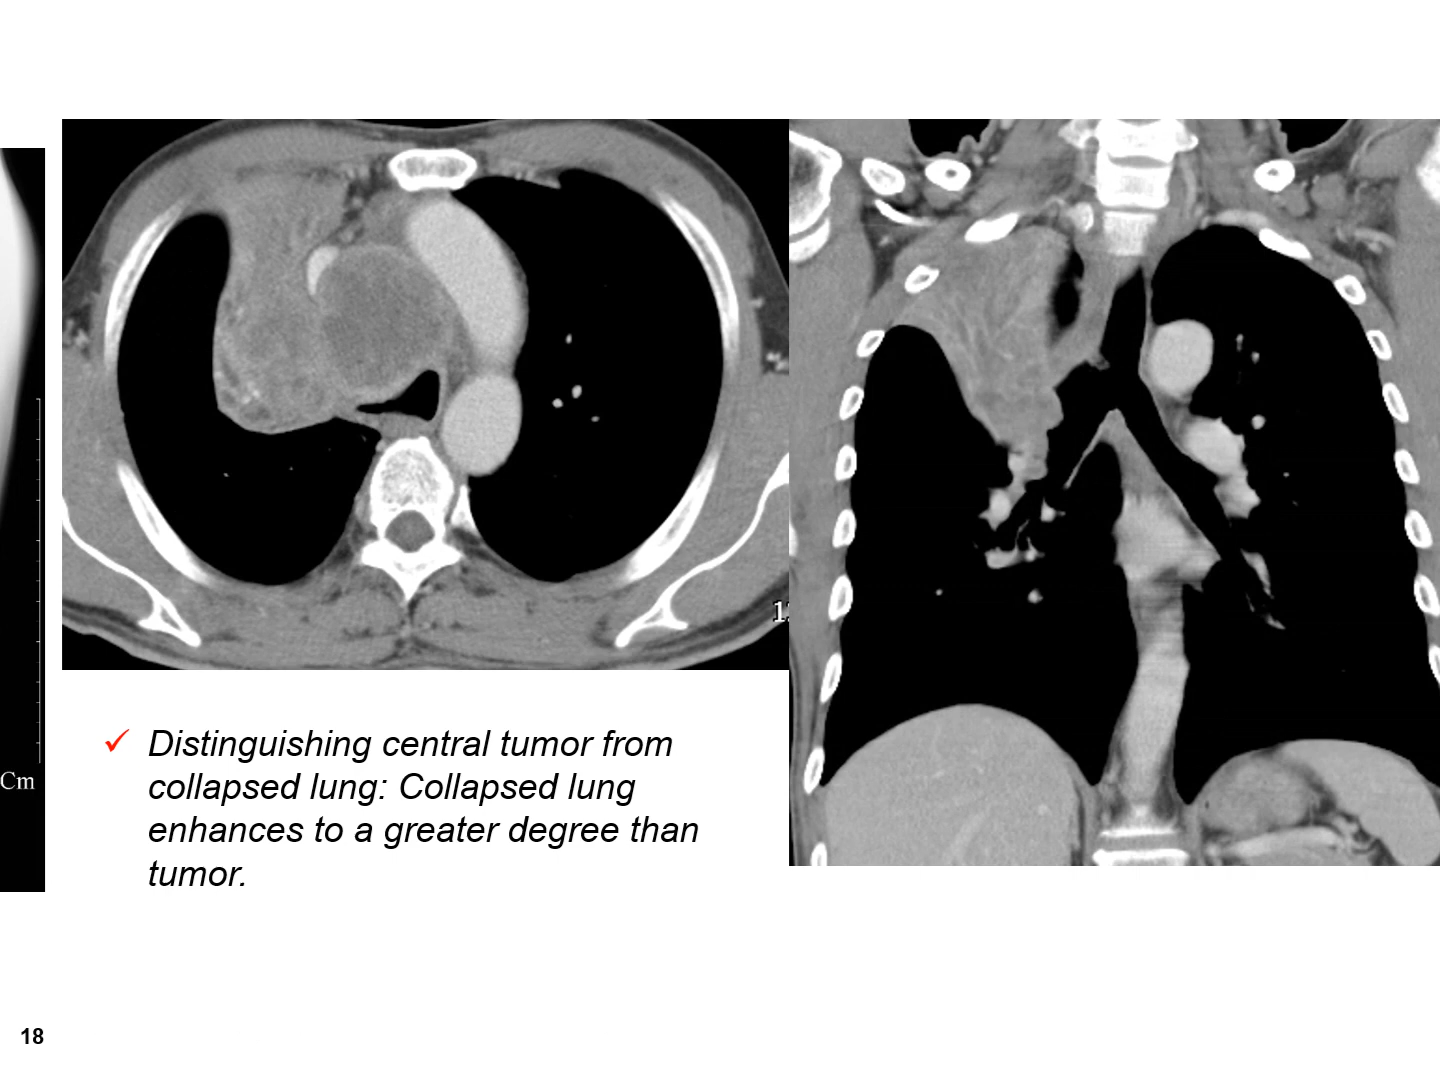 Cm
✓ Distinguishing central tumor from
collapsed lung: Collapsed lung
enhances to a greater degree than
tumor.
18